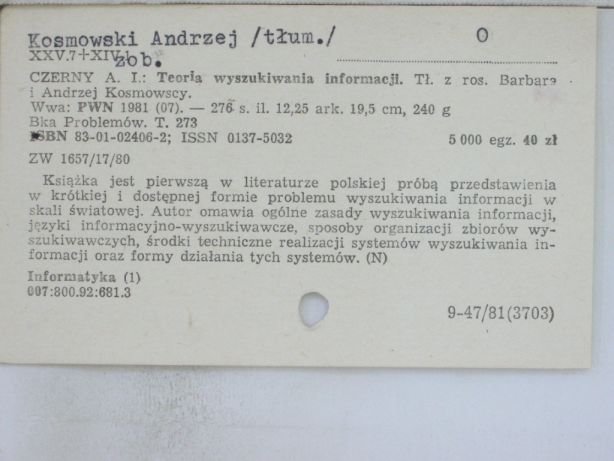 Kosmowski Andrzej /tłum./ O
XXV.7+XIV.1
zob.
CZERNY A. I.: Teoria wyszukiwania informacji. Tł. z ros. Barbara
i Andrzej Kosmowscy.
Wwa: PWN 1981 (07). — 276 s. il. 12,25 ark. 19,5 cm, 240 g
Bka Problemów. T. 273
ISBN 83-01-02406-2; ISSN 0137-5032 5 000 egz. 40 zł
ZW 1657/17/80
Książka jest pierwszą w literaturze polskiej próbą przedstawienia
w krótkiej i dostępnej formie problemu wyszukiwania informacji w
skali światowej. Autor omawia ogólne zasady wyszukiwania informacji,
języki informacyjno-wyszukiwawcze, sposoby organizacji zbiorów wy-
szukiwawczych, środki techniczne realizacji systemów wyszukiwania in-
formacji oraz formy działania tych systemów. (N)
Informatyka (1)
007:800.92:681.3
9-47/81(3703)